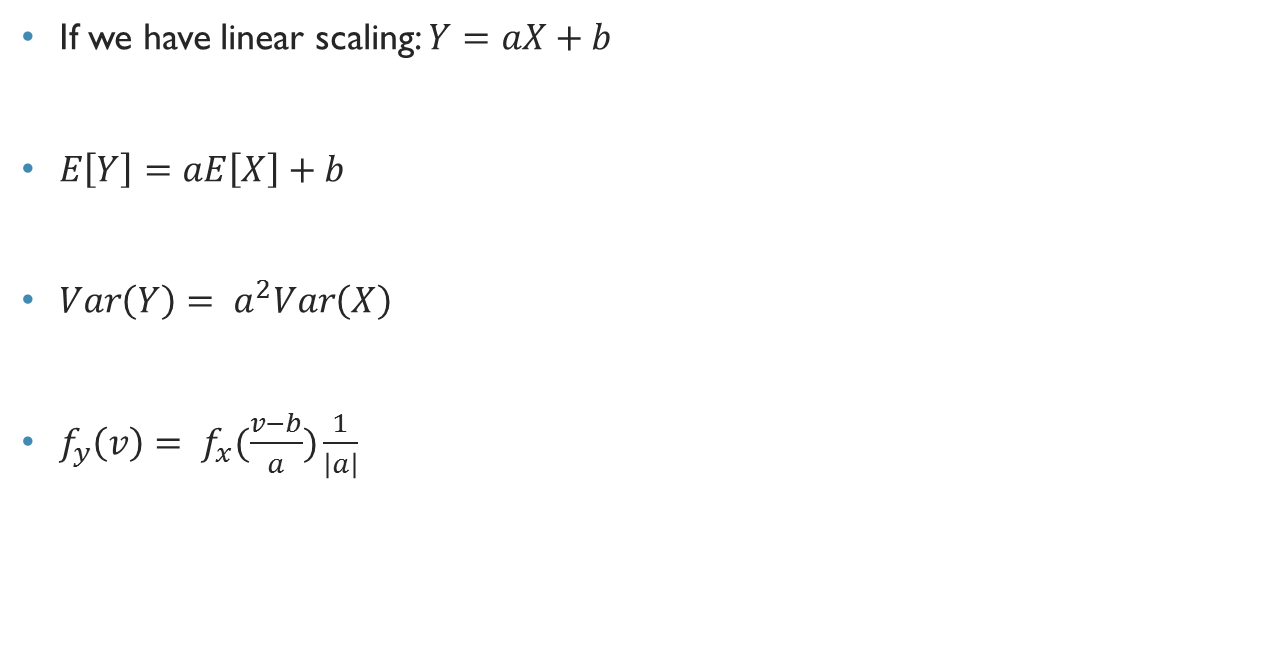 • If we have linear scaling: Y = aX + b
• E[Y] = aE[X] + b
• Var(Y) = a²Var(X)
• f_y(v) = f_x((v−b)/a) 1/|a|